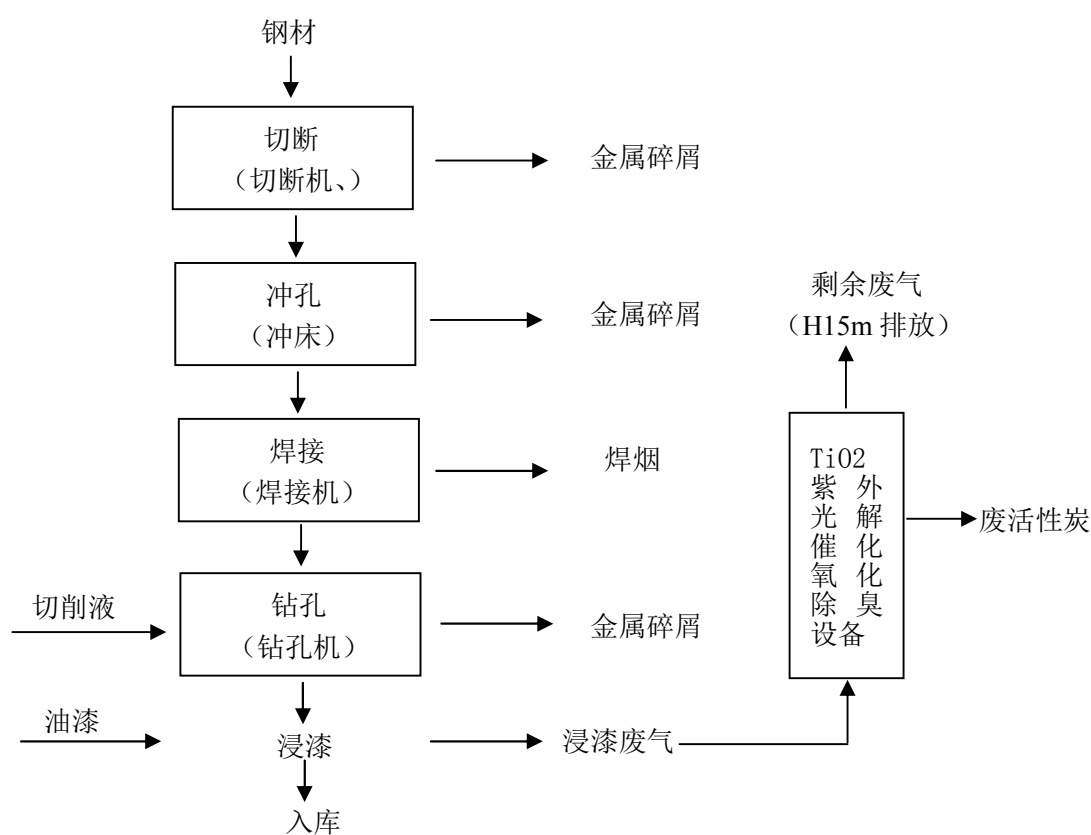 钢材
切断
（切断机、）
金属碎屑
冲孔
（冲床）
金属碎屑
剩余废气
（H15m 排放）
焊接
（焊接机）
焊烟
TiO2
紫 外
光 解
催 化
氧 化
除 臭
设备
废活性炭
切削液
钻孔
（钻孔机）
金属碎屑
油漆
浸漆
浸漆废气
入库